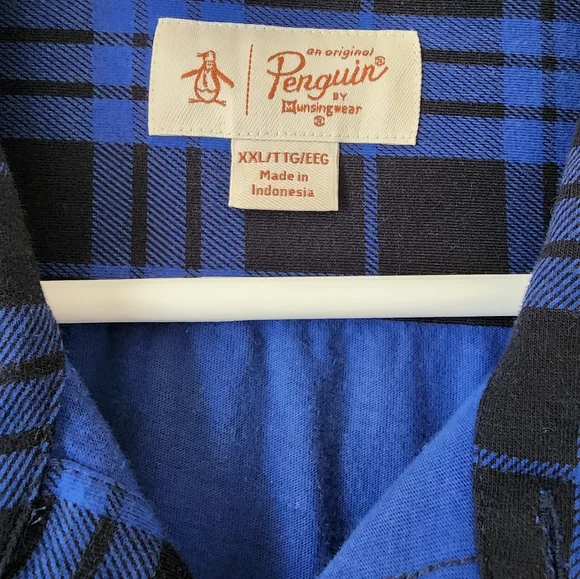 an original
Penguin®
BY
Munsingwear
®
XXL/TTG/EEG
Made in
Indonesia